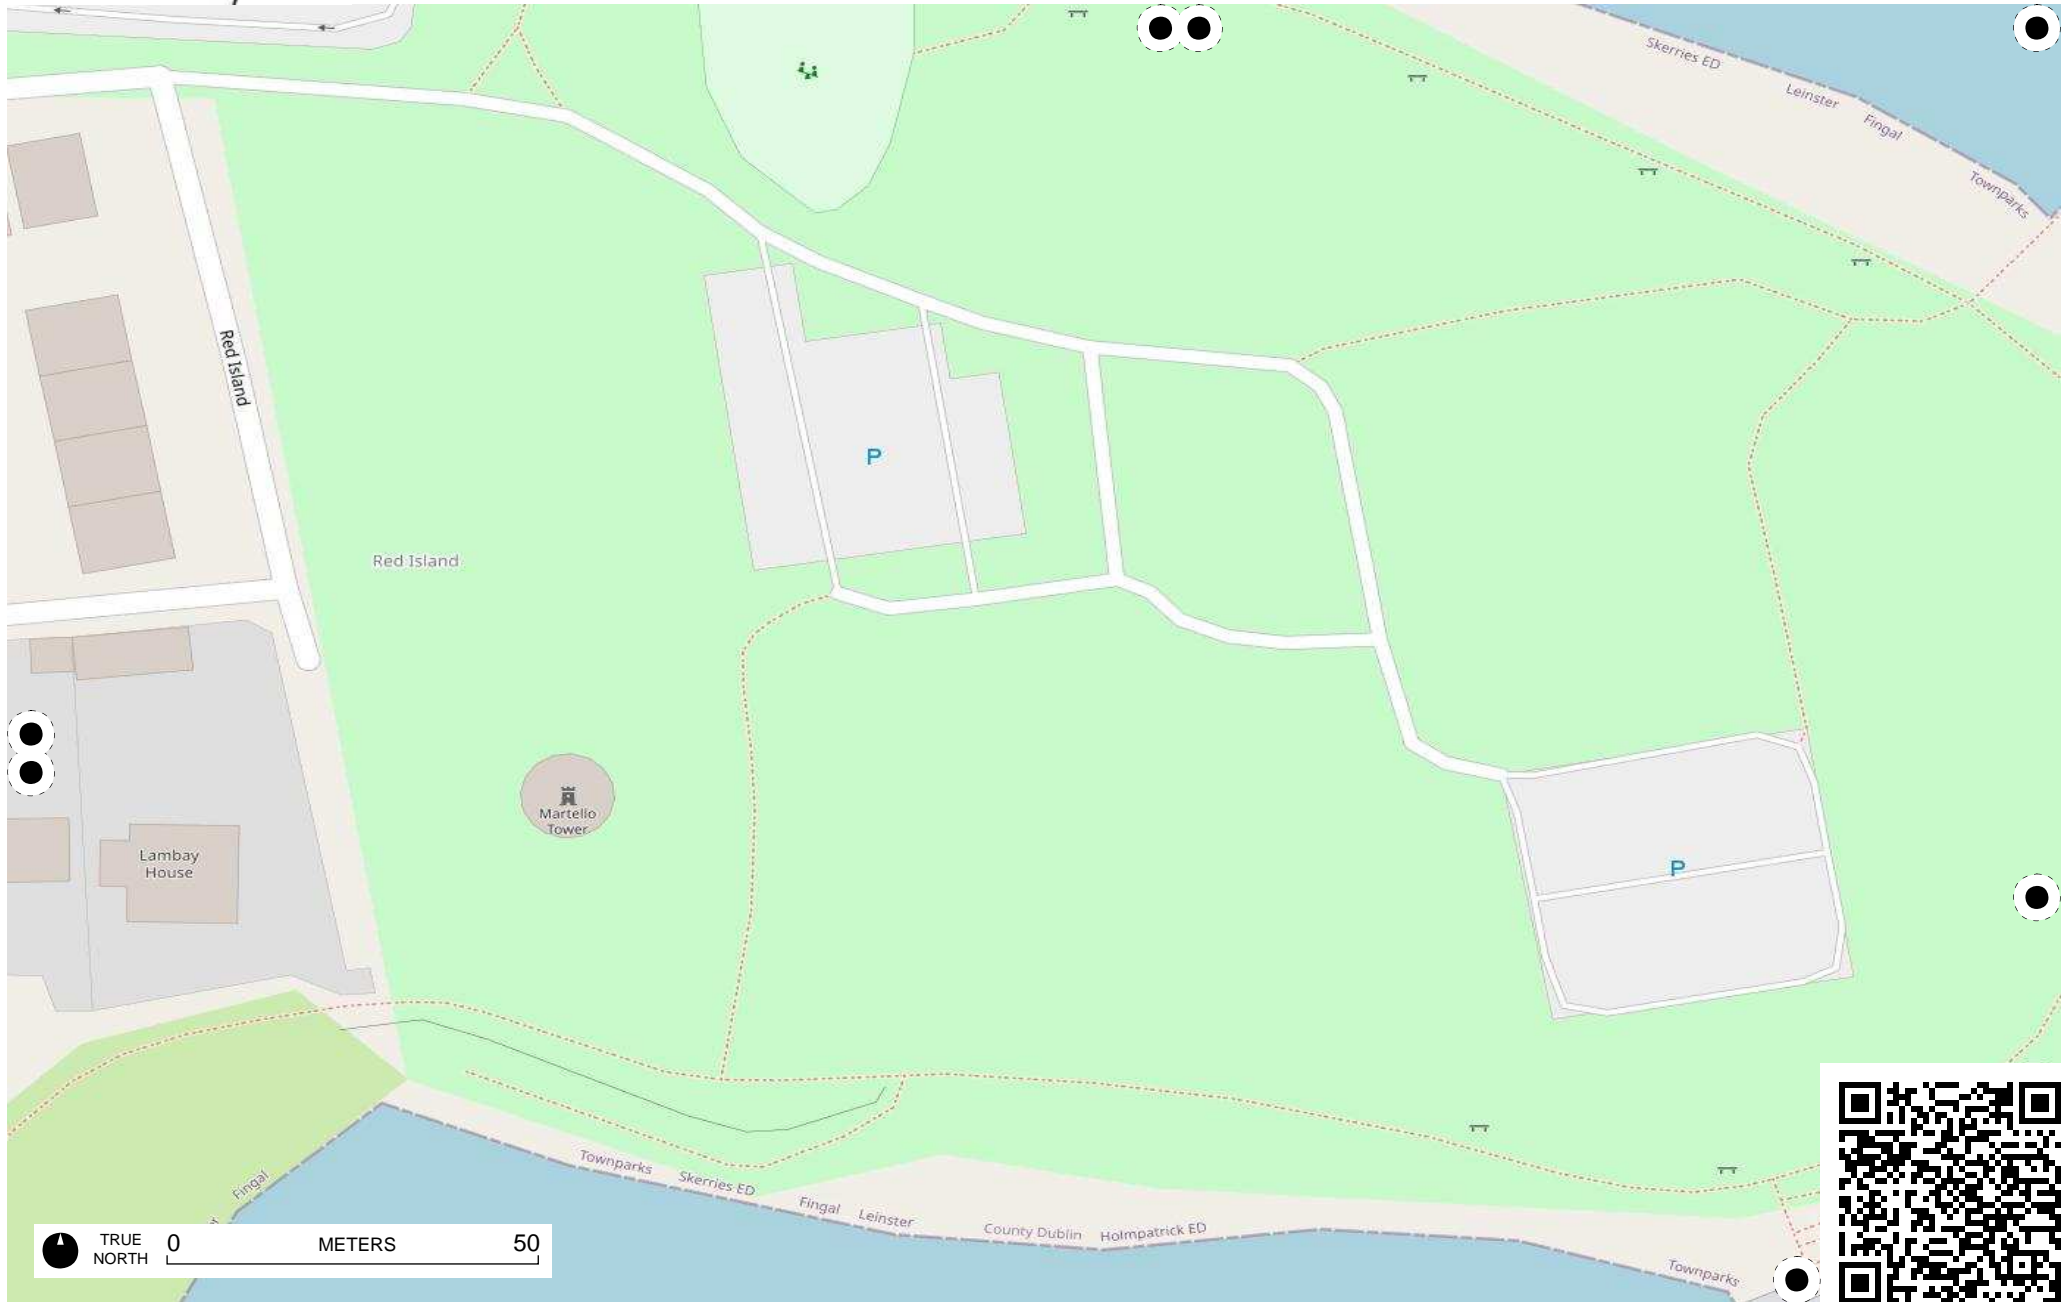 Skerries ED
Leinster
Fingal
Townparks
Red Island
P
Red Island
Martello
Tower
Lambay
House
P
Townparks
Skerries ED
Fingal
Leinster
County Dublin
Holmpatrick ED
Fingal
Townparks
TRUE
NORTH
0
METERS
50